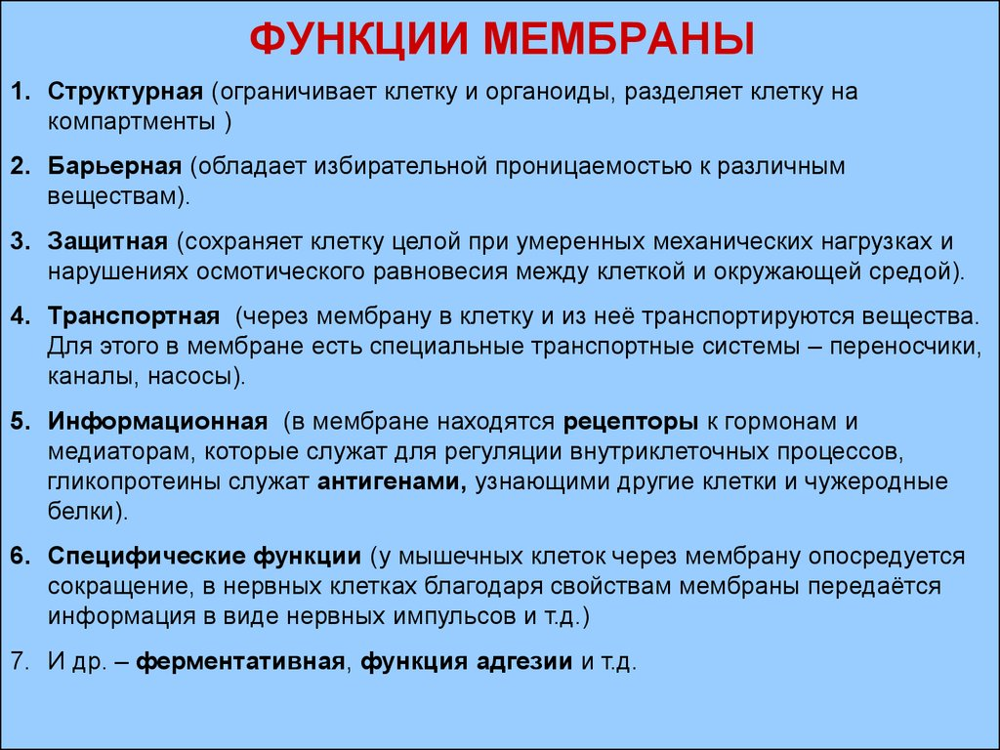 ФУНКЦИИ МЕМБРАНЫ
1. Структурная (ограничивает клетку и органоиды, разделяет клетку на
компартменты )
2. Барьерная (обладает избирательной проницаемостью к различным
веществам).
3. Защитная (сохраняет клетку целой при умеренных механических нагрузках и
нарушениях осмотического равновесия между клеткой и окружающей средой).
4. Транспортная (через мембрану в клетку и из неё транспортируются вещества.
Для этого в мембране есть специальные транспортные системы – переносчики,
каналы, насосы).
5. Информационная (в мембране находятся рецепторы к гормонам и
медиаторам, которые служат для регуляции внутриклеточных процессов,
гликопротеины служат антигенами, узнающими другие клетки и чужеродные
белки).
6. Специфические функции (у мышечных клеток через мембрану опосредуется
сокращение, в нервных клетках благодаря свойствам мембраны передаётся
информация в виде нервных импульсов и т.д.)
7. И др. – ферментативная, функция адгезии и т.д.